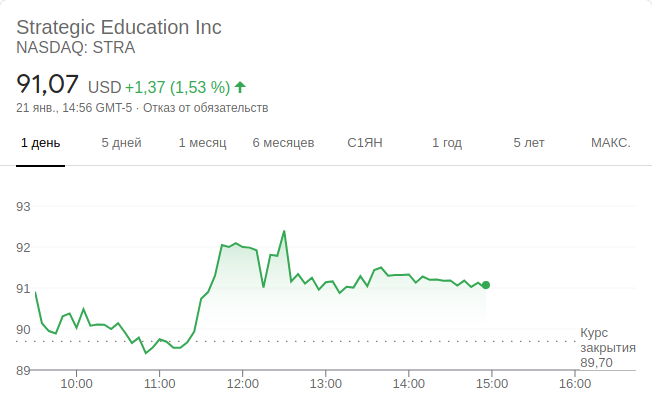 Strategic Education Inc
NASDAQ: STRA
91,07 USD +1,37 (1,53 %)
21 янв., 14:56 GMT-5 · Отказ от обязательств
1 день 5 дней 1 месяц 6 месяцев С1ЯН 1 год 5 лет МАКС.
93
92
91
90
Курс
закрытия
89,70
89
10:00 11:00 12:00 13:00 14:00 15:00 16:00